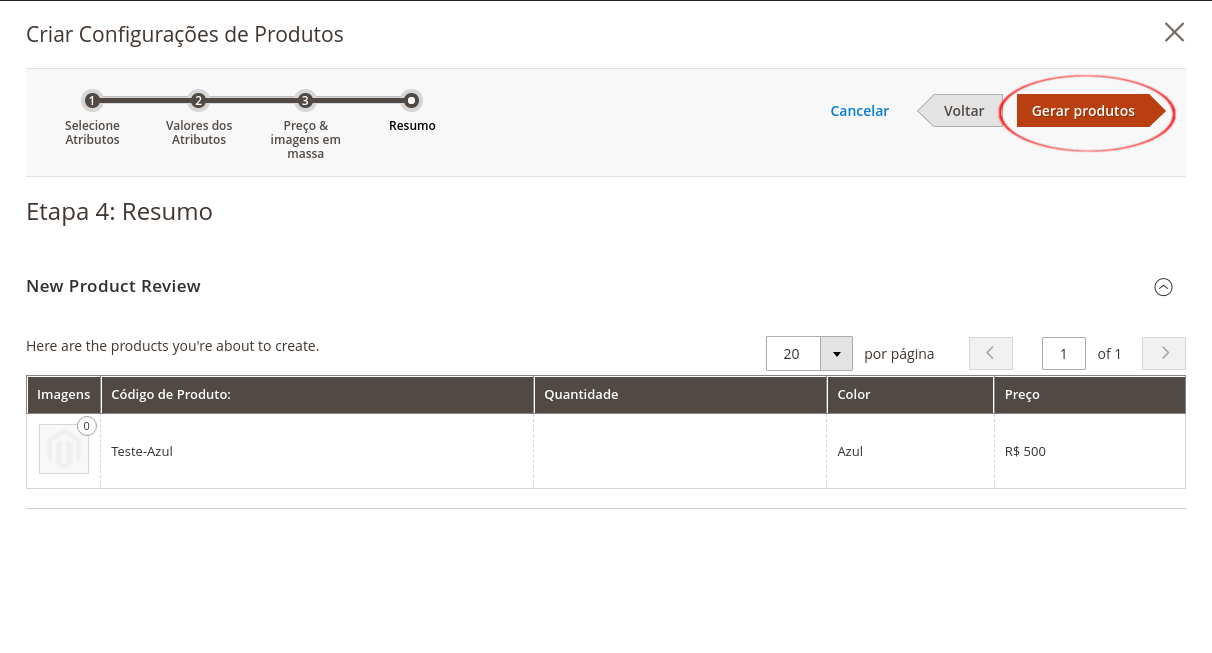 Criar Configurações de Produtos
1 2 3
Selecione Atributos
Valores dos Atributos
Preço & imagens em massa
Resumo
Cancelar
Voltar
Gerar produtos
Etapa 4: Resumo
New Product Review
Here are the products you're about to create.
20 por página 1 of 1
Imagens Código de Produto: Quantidade Color Preço
0
Teste-Azul Azul R$ 500